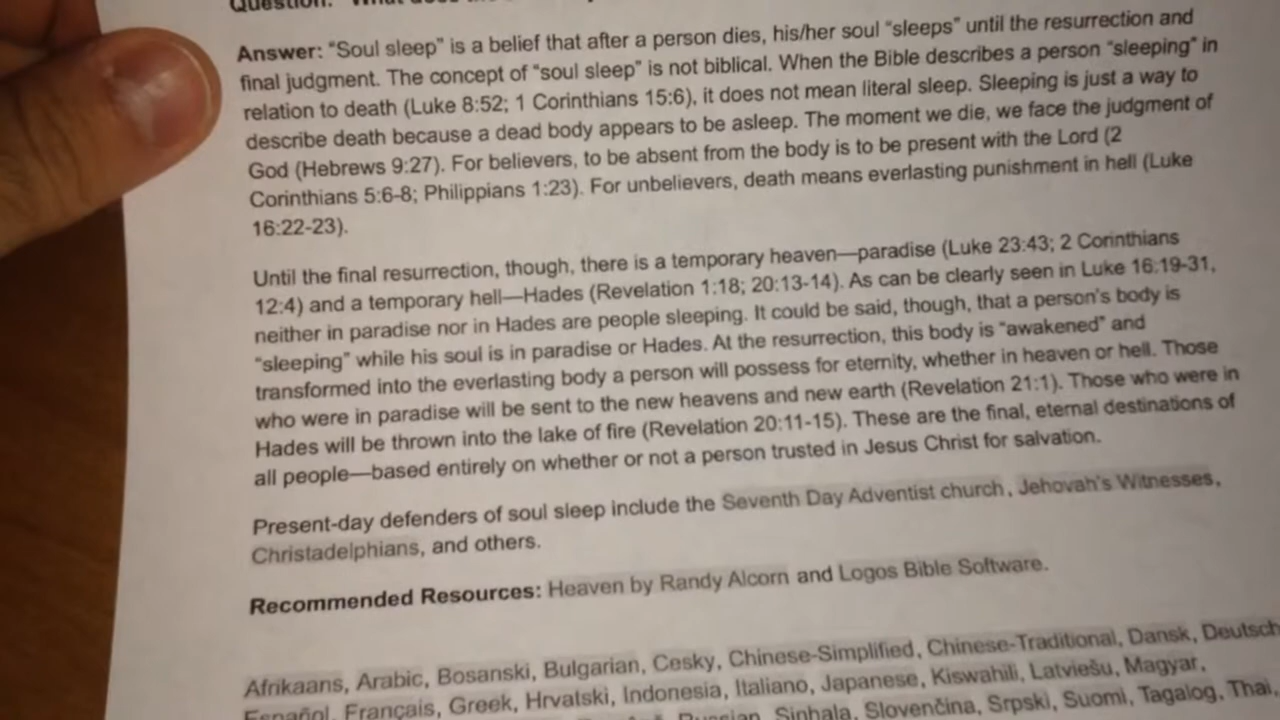 Question: "What does the
Answer: “Soul sleep” is a belief that after a person dies, his/her soul “sleeps” until the resurrection and
final judgment. The concept of “soul sleep” is not biblical. When the Bible describes a person “sleeping” in
relation to death (Luke 8:52; 1 Corinthians 15:6), it does not mean literal sleep. Sleeping is just a way to
describe death because a dead body appears to be asleep. The moment we die, we face the judgment of
God (Hebrews 9:27). For believers, to be absent from the body is to be present with the Lord (2
Corinthians 5:6-8; Philippians 1:23). For unbelievers, death means everlasting punishment in hell (Luke
16:22-23).
Until the final resurrection, though, there is a temporary heaven—paradise (Luke 23:43; 2 Corinthians
12:4) and a temporary hell—Hades (Revelation 1:18; 20:13-14). As can be clearly seen in Luke 16:19-31,
neither in paradise nor in Hades are people sleeping. It could be said, though, that a person's body is
“sleeping” while his soul is in paradise or Hades. At the resurrection, this body is “awakened” and
transformed into the everlasting body a person will possess for eternity, whether in heaven or hell. Those
who were in paradise will be sent to the new heavens and new earth (Revelation 21:1). Those who were in
Hades will be thrown into the lake of fire (Revelation 20:11-15). These are the final, eternal destinations of
all people—based entirely on whether or not a person trusted in Jesus Christ for salvation.
Present-day defenders of soul sleep include the Seventh Day Adventist church, Jehovah's Witnesses,
Christadelphians, and others.
Recommended Resources: Heaven by Randy Alcorn and Logos Bible Software.
Afrikaans, Arabic, Bosanski, Bulgarian, Cesky, Chinese-Simplified, Chinese-Traditional, Dansk, Deutsch
Español, Français, Greek, Hrvatski, Indonesia, Italiano, Japanese, Kiswahili, Latviešu, Magyar,
Russian, Sinhala, Slovenčina, Srpski, Suomi, Tagalog, Thai,